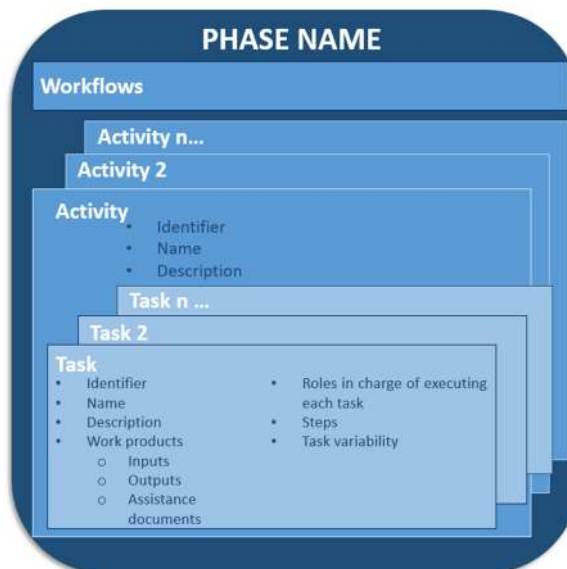 PHASE NAME
Workflows
Activity n...
Activity 2
Activity
• Identifier
• Name
• Description
Task n ...
Task 2
Task
• Identifier
• Name
• Description
• Work products
o Inputs
o Outputs
o Assistance
documents
• Roles in charge of executing
each task
• Steps
• Task variability